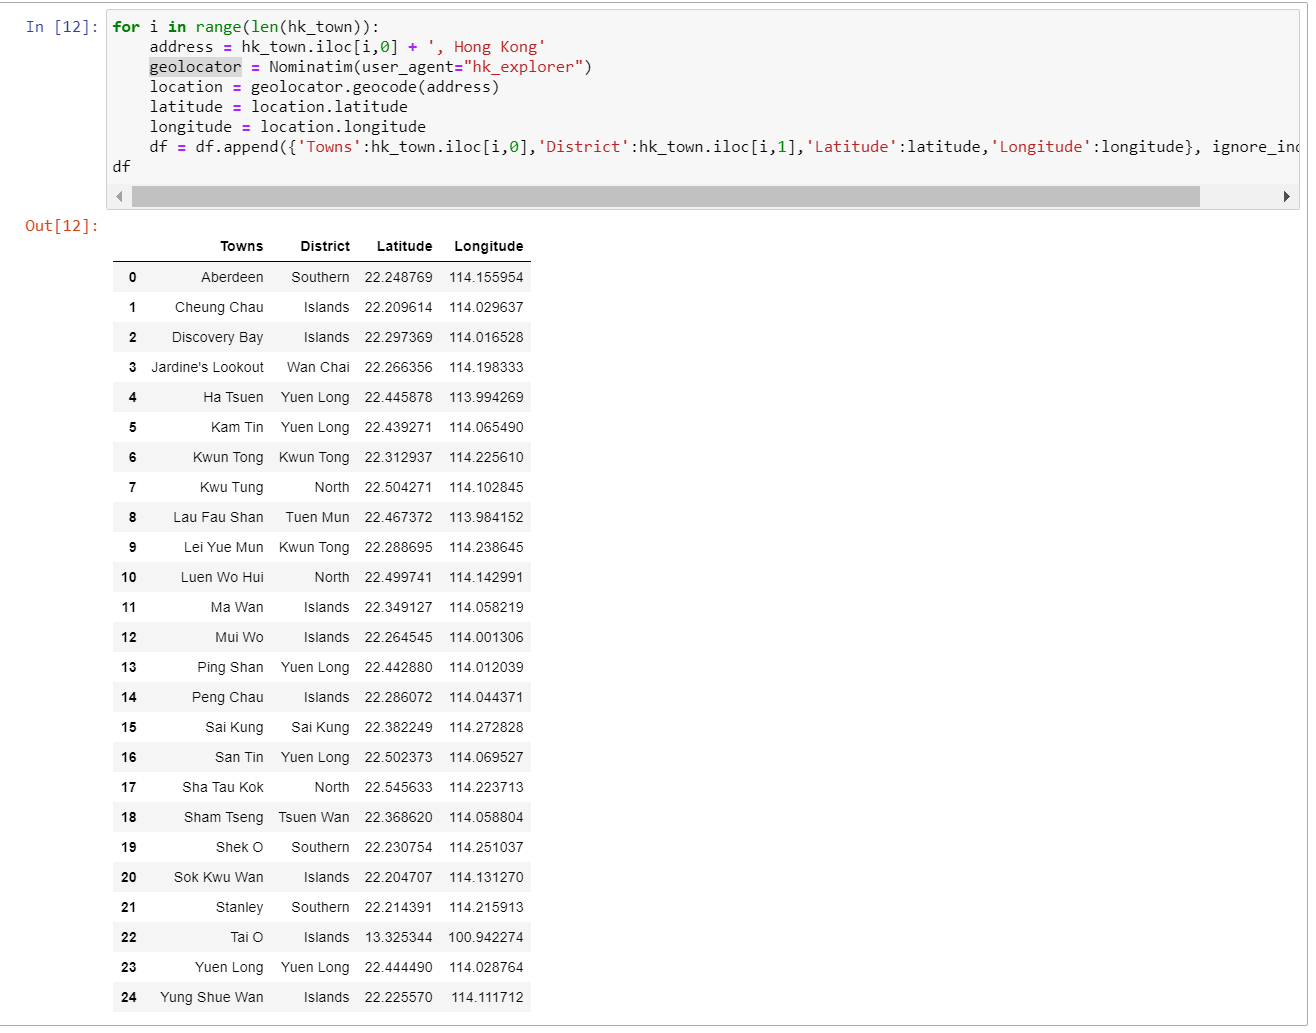 In [12]: for i in range(len(hk_town)):
address = hk_town.iloc[i,0] + ', Hong Kong'
geolocator = Nominatim(user_agent="hk_explorer")
location = geolocator.geocode(address)
latitude = location.latitude
longitude = location.longitude
df = df.append({'Towns':hk_town.iloc[i,0],'District':hk_town.iloc[i,1],'Latitude':latitude,'Longitude':longitude}, ignore_ind
df
Out[12]:
Towns District Latitude Longitude
0 Aberdeen Southern 22.248769 114.155954
1 Cheung Chau Islands 22.209614 114.029637
2 Discovery Bay Islands 22.297369 114.016528
3 Jardine's Lookout Wan Chai 22.266356 114.198333
4 Ha Tsuen Yuen Long 22.445878 113.994269
5 Kam Tin Yuen Long 22.439271 114.065490
6 Kwun Tong Kwun Tong 22.312937 114.225610
7 Kwu Tung North 22.504271 114.102845
8 Lau Fau Shan Tuen Mun 22.467372 113.984152
9 Lei Yue Mun Kwun Tong 22.288695 114.238645
10 Luen Wo Hui North 22.499741 114.142991
11 Ma Wan Islands 22.349127 114.058219
12 Mui Wo Islands 22.264545 114.001306
13 Ping Shan Yuen Long 22.442880 114.012039
14 Peng Chau Islands 22.286072 114.044371
15 Sai Kung Sai Kung 22.382249 114.272828
16 San Tin Yuen Long 22.502373 114.069527
17 Sha Tau Kok North 22.545633 114.223713
18 Sham Tseng Tsuen Wan 22.368620 114.058804
19 Shek O Southern 22.230754 114.251037
20 Sok Kwu Wan Islands 22.204707 114.131270
21 Stanley Southern 22.214391 114.215913
22 Tai O Islands 13.325344 100.942274
23 Yuen Long Yuen Long 22.444490 114.028764
24 Yung Shue Wan Islands 22.225570 114.111712